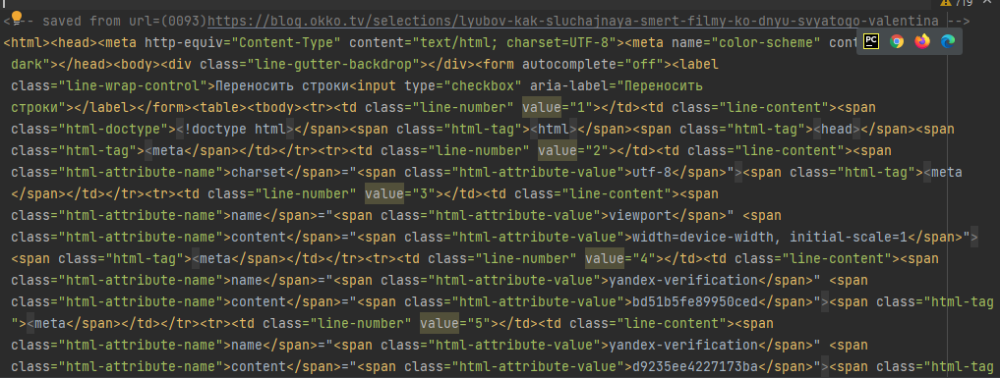 719
<!-- saved from url=(0093)https://blog.okko.tv/selections/lyubov-kak-sluchajnaya-smert-filmy-ko-dnyu-svyatogo-valentina -->
<html><head><meta http-equiv="Content-Type" content="text/html; charset=UTF-8"><meta name="color-scheme" con
dark"></head><body><div class="line-gutter-backdrop"></div><form autocomplete="off"><label
class="line-wrap-control">Переносить строки<input type="checkbox" aria-label="Переносить
строки"></label></form><table><tbody><tr><td class="line-number" value="1"></td><td class="line-content"><span
class="html-doctype"><!doctype html></span><span class="html-tag"><html></span><span class="html-tag"><head></span><span
class="html-tag"><meta</span></td></tr><tr><td class="line-number" value="2"></td><td class="line-content"><span
class="html-attribute-name">charset</span>="<span class="html-attribute-value">utf-8</span>"><span class="html-tag"><meta
</span></td></tr><tr><td class="line-number" value="3"></td><td class="line-content"><span
class="html-attribute-name">name</span>="<span class="html-attribute-value">viewport</span>" <span
class="html-attribute-name">content</span>="<span class="html-attribute-value">width=device-width, initial-scale=1</span>">
<span class="html-tag"><meta</span></td></tr><tr><td class="line-number" value="4"></td><td class="line-content"><span
class="html-attribute-name">name</span>="<span class="html-attribute-value">yandex-verification</span>" <span
class="html-attribute-name">content</span>="<span class="html-attribute-value">bd51b5fe89950ced</span>"><span class="html-tag
"><meta</span></td></tr><tr><td class="line-number" value="5"></td><td class="line-content"><span
class="html-attribute-name">name</span>="<span class="html-attribute-value">yandex-verification</span>" <span
class="html-attribute-name">content</span>="<span class="html-attribute-value">d9235ee4227173ba</span>"><span class="html-tag